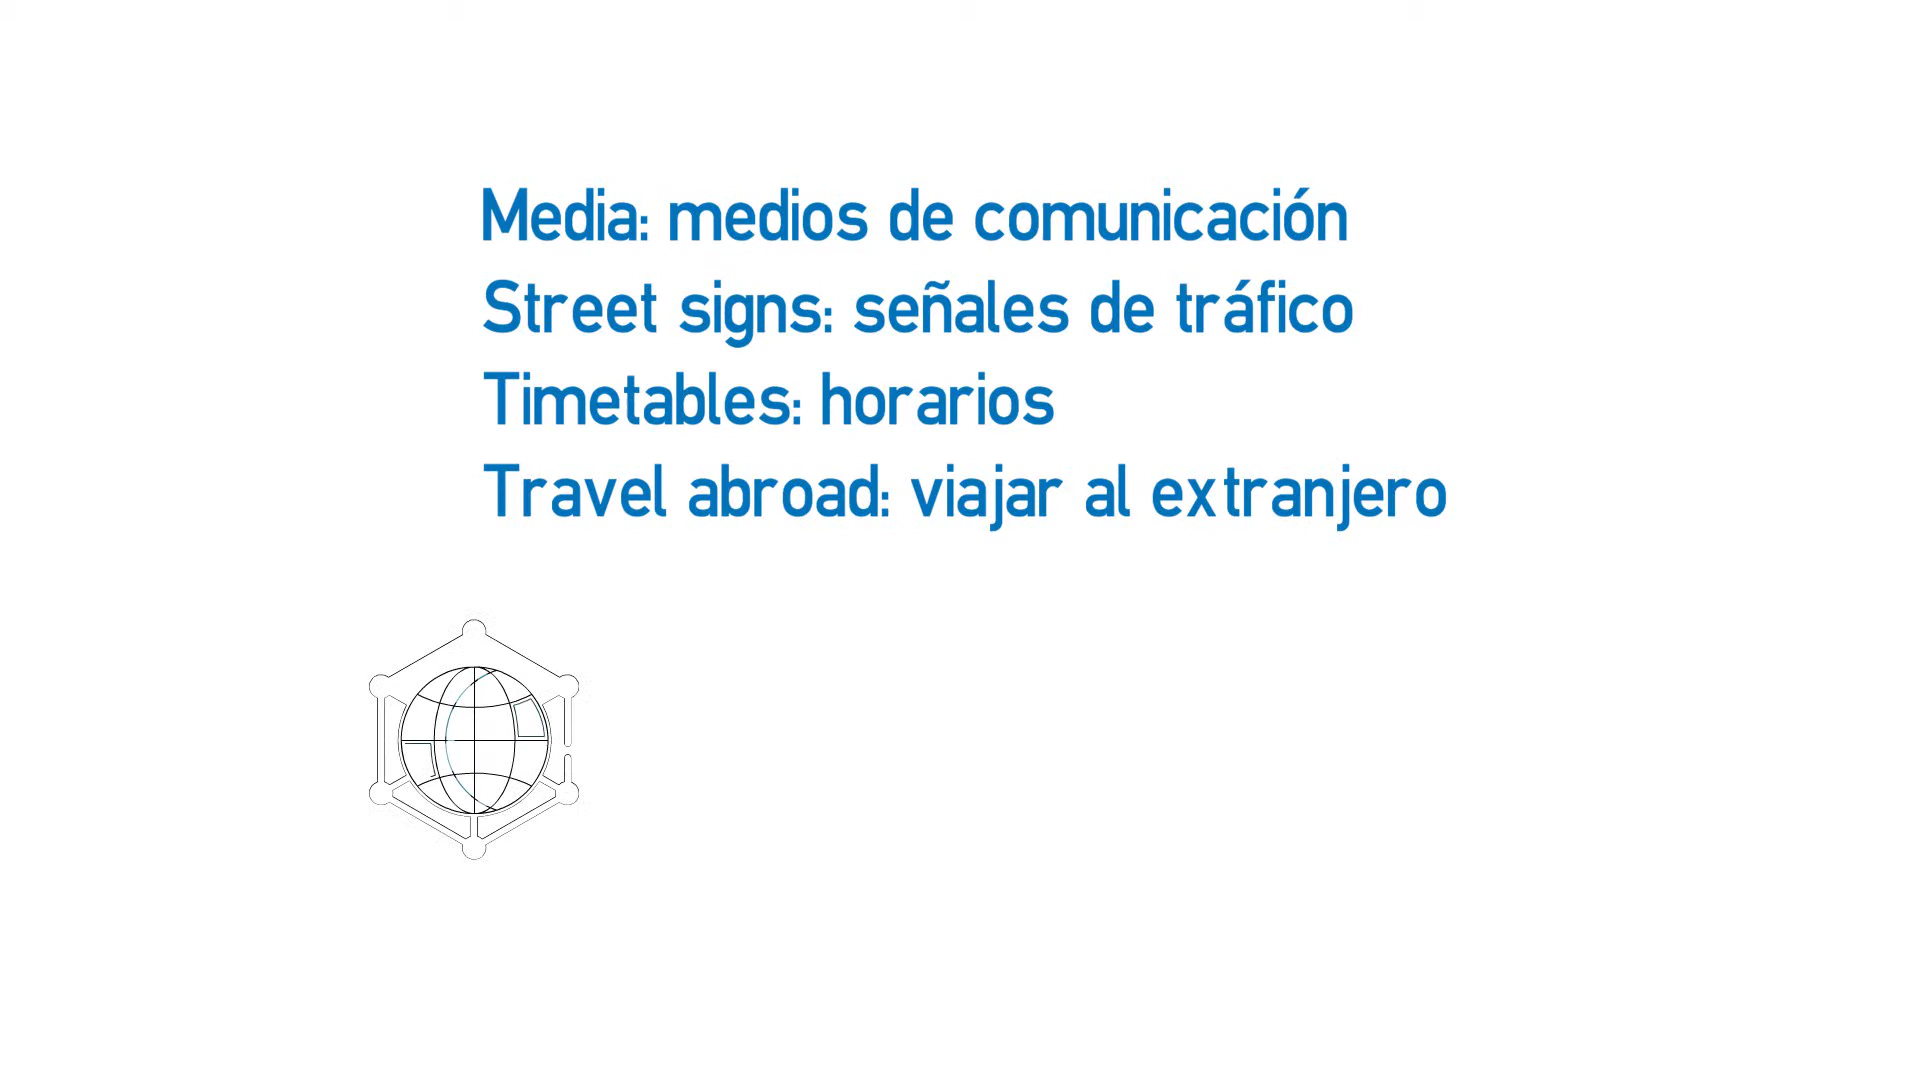 Media: medios de comunicación
Street signs: señales de tráfico
Timetables: horarios
Travel abroad: viajar al extranjero